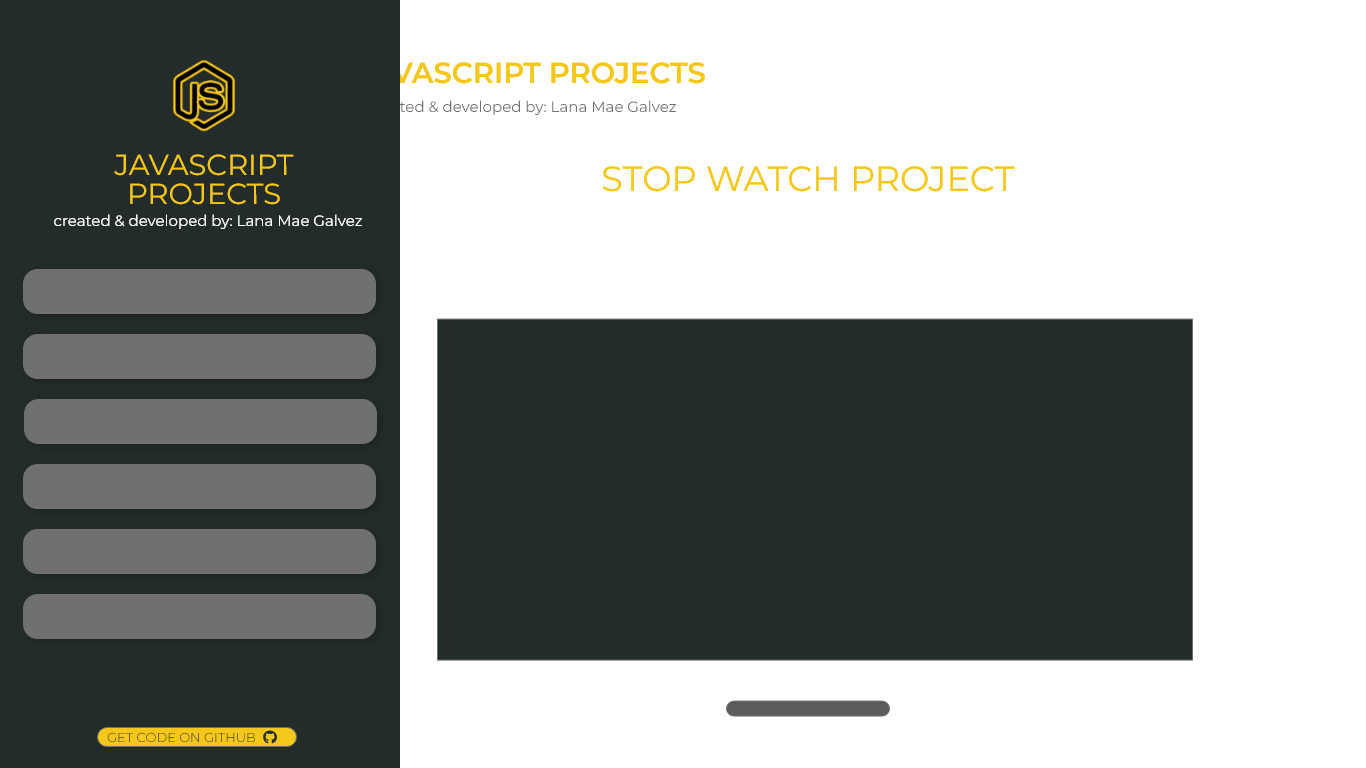 JS
JAVASCRIPT
PROJECTS
created & developed by: Lana Mae Galvez
GET CODE ON GITHUB
VASCRIPT PROJECTS
ted & developed by: Lana Mae Galvez
STOP WATCH PROJECT